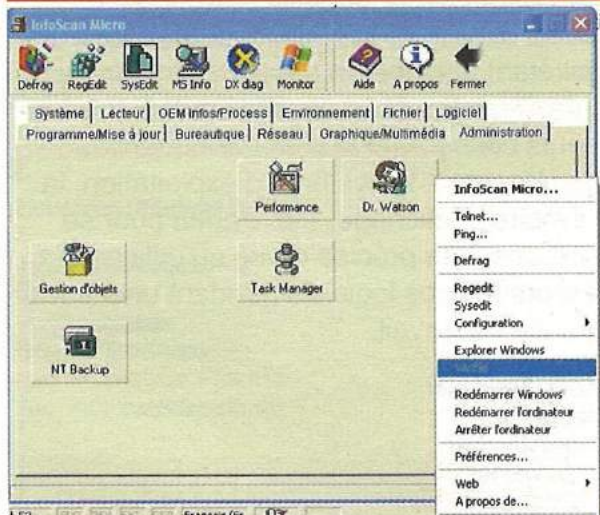 InfoScan Micro
Defrag RegEdit SysEdit MS Info DX diag Monitor Aide A propos Fermer
Système Lecteur OEM Infos/Process Environnement Fichier Logiciel
Programme/Mise à jour Bureautique Réseau Graphique/Multimédia Administration
Performance Dr. Watson
Gestion d'objets Task Manager
NT Backup
InfoScan Micro...
Telnet...
Ping...
Defrag
Regedit
Sysedit
Configuration
Explorer Windows
Redémarrer Windows
Redémarrer l'ordinateur
Arrêter l'ordinateur
Préférences...
Web
A propos de...